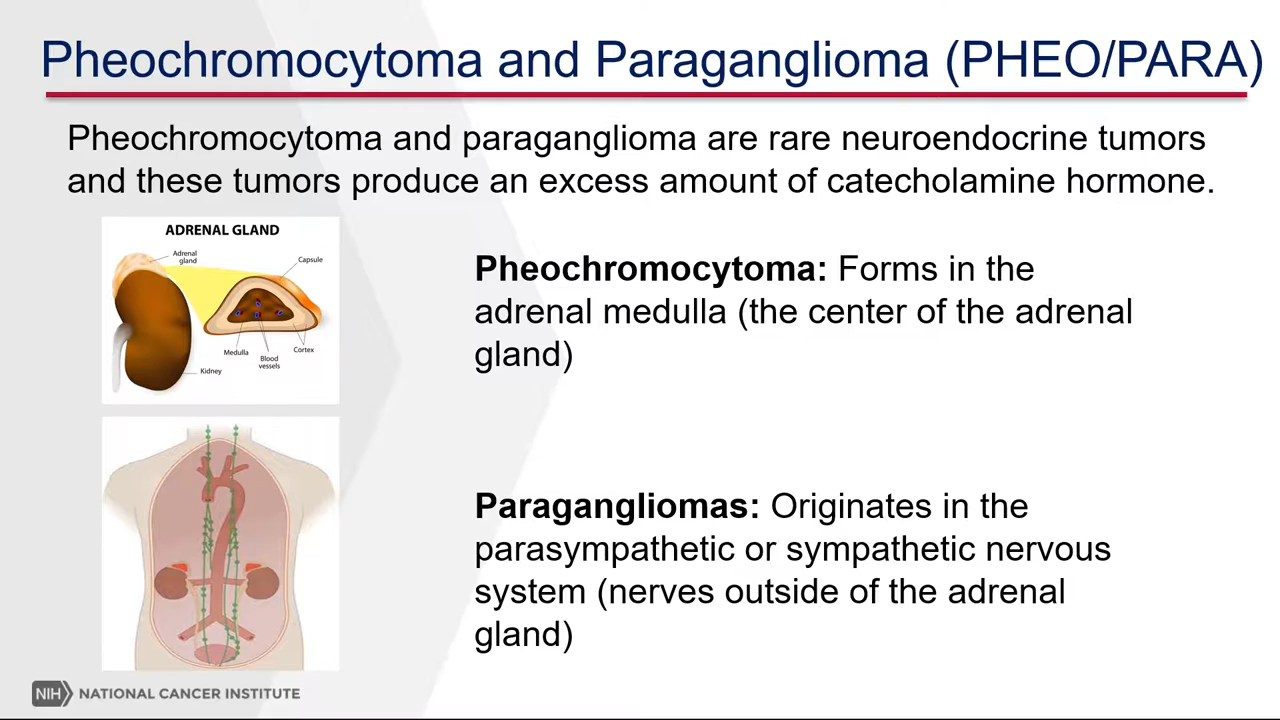 Pheochromocytoma and Paraganglioma (PHEO/PARA)
Pheochromocytoma and paraganglioma are rare neuroendocrine tumors
and these tumors produce an excess amount of catecholamine hormone.
ADRENAL GLAND
Adrenal
gland
Capsule
Medulla
Blood
vessels
Cortex
Kidney
Pheochromocytoma: Forms in the
adrenal medulla (the center of the adrenal
gland)
Paragangliomas: Originates in the
parasympathetic or sympathetic nervous
system (nerves outside of the adrenal
gland)
NIH NATIONAL CANCER INSTITUTE